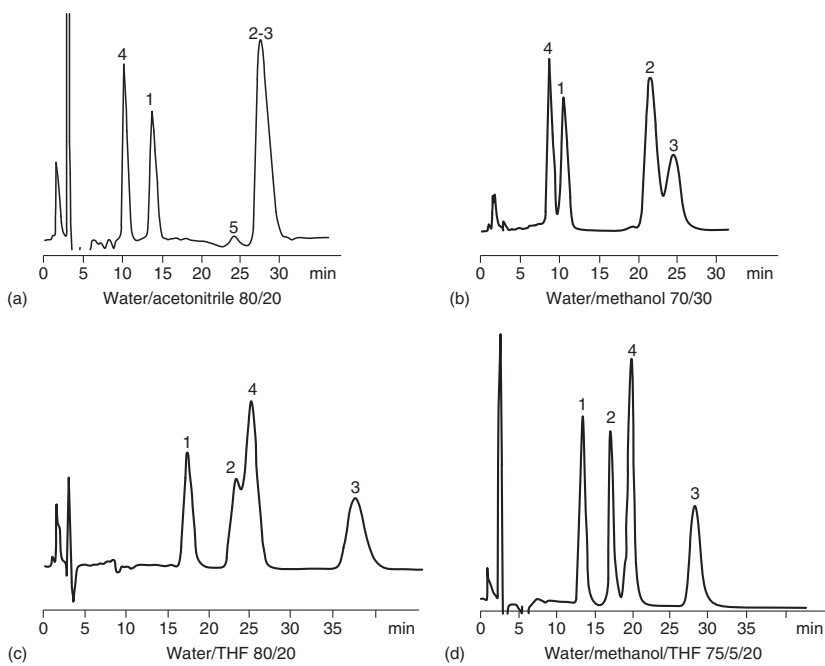 4
1
5
2-3
0 5 10 15 20 25 30 min
(a) Water/acetonitrile 80/20
4
1
2
3
0 5 10 15 20 25 30 min
(b) Water/methanol 70/30
1
2
4
3
0 5 10 15 20 25 30 min
(c) Water/THF 80/20
1
2
4
3
0 5 10 15 20 25 30 35 min
(d) Water/methanol/THF 75/5/20